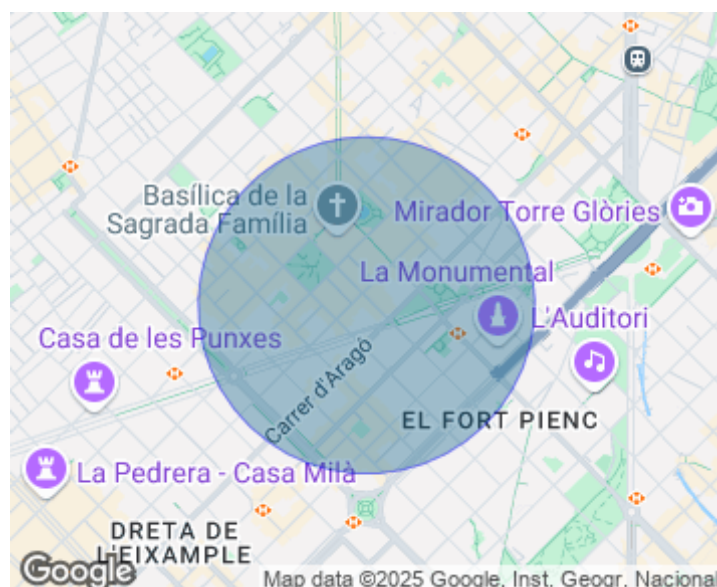 Basílica de la
Sagrada Família
Mirador Torre Glòries
La Monumental
L'Auditori
Casa de les Punxes
Carrer d'Aragó
EL FORT PIENC
La Pedrera - Casa Milà
DRETA DE
L'EIXAMPLE
Google
Map data ©2025 Google, Inst. Geogr. Nacional